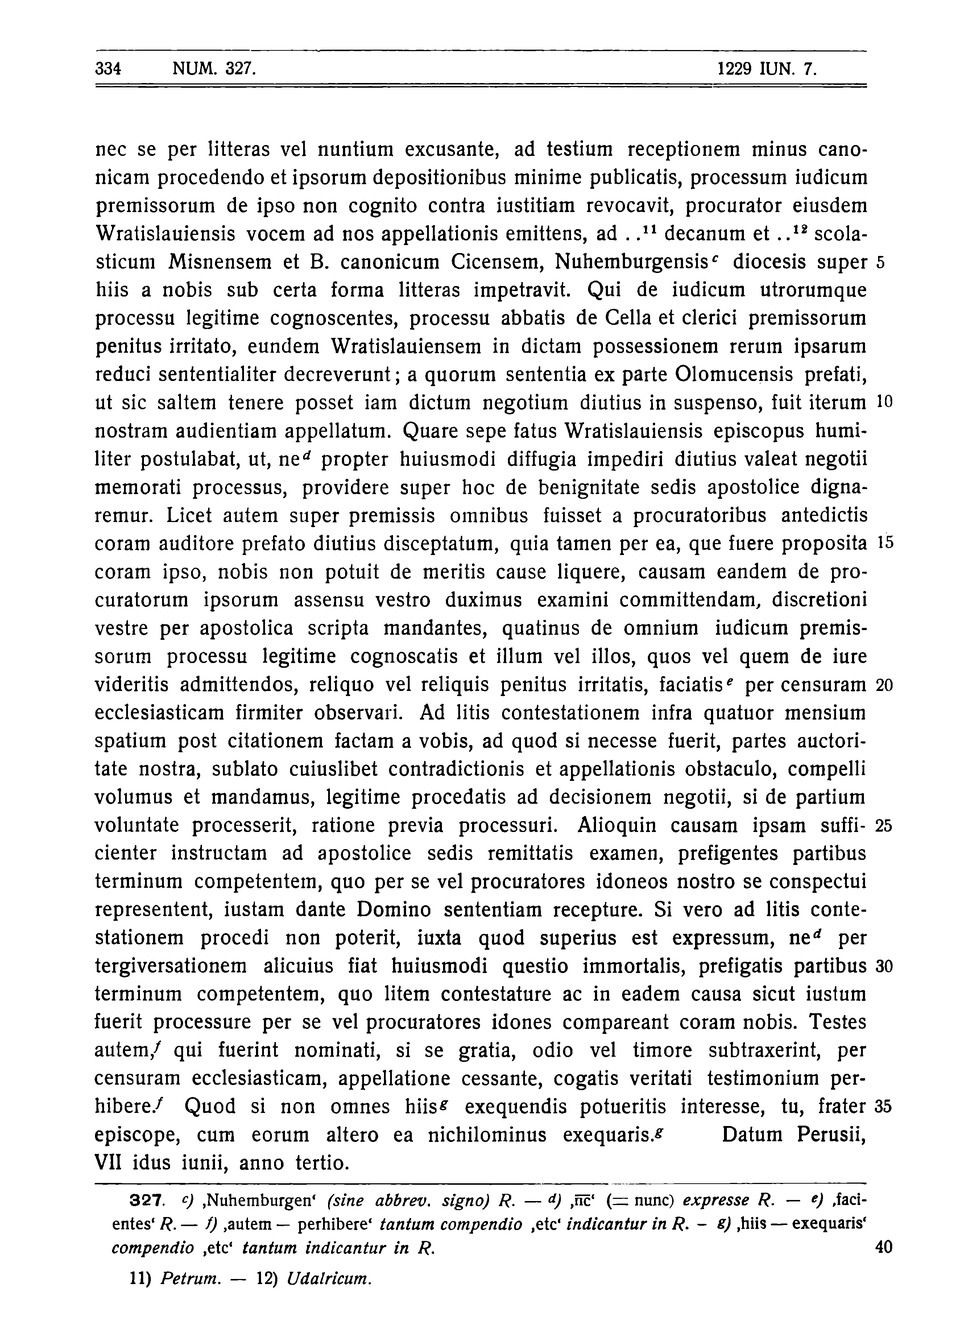 334 NUM. 327. 1229 IUN. 7.
nec se per litteras vel nuntium excusante, ad testium receptionem minus cano-
nicam procedendo et ipsorum depositionibus minime publicatis, processum iudicum
premissorum de ipso non cognito contra iustitiam revocavit, procurator eiusdem
Wratislauiensis vocem ad nos appellationis emittens, ad ..¹¹ decanum et ..¹² scola-
sticum Misnensem et B. canonicum Cicensem, Nuhemburgensis ᶜ diocesis super 5
hiis a nobis sub certa forma litteras impetravit. Qui de iudicum utrorumque
processu legitime cognoscentes, processu abbatis de Cella et clerici premissorum
penitus irritato, eundem Wratislauiensem in dictam possessionem rerum ipsarum
reduci sententialiter decreverunt; a quorum sententia ex parte Olomucensis prefati,
ut sic saltem tenere posset iam dictum negotium diutius in suspenso, fuit iterum 10
nostram audientiam appellatum. Quare sepe fatus Wratislauiensis episcopus humi-
liter postulabat, ut, ne ᵈ propter huiusmodi diffugia impediri diutius valeat negotii
memorati processus, providere super hoc de benignitate sedis apostolice digna-
remur. Licet autem super premissis omnibus fuisset a procuratoribus antedictis
coram auditore prefato diutius disceptatum, quia tamen per ea, que fuere proposita 15
coram ipso, nobis non potuit de meritis cause liquere, causam eandem de pro-
curatorum ipsorum assensu vestro duximus examini committendam, discretioni
vestre per apostolica scripta mandantes, quatinus de omnium iudicum premis-
sorum processu legitime cognoscatis et illum vel illos, quos vel quem de iure
videritis admittendos, reliquo vel reliquis penitus irritatis, faciatis ᵉ per censuram 20
ecclesiasticam firmiter observari. Ad litis contestationem infra quatuor mensium
spatium post citationem factam a vobis, ad quod si necesse fuerit, partes auctori-
tate nostra, sublato cuiuslibet contradictionis et appellationis obstaculo, compelli
volumus et mandamus, legitime procedatis ad decisionem negotii, si de partium
voluntate processerit, ratione previa processuri. Alioquin causam ipsam suffi- 25
cienter instructam ad apostolice sedis remittatis examen, prefigentes partibus
terminum competentem, quo per se vel procuratores idoneos nostro se conspectui
representent, iustam dante Domino sententiam recepture. Si vero ad litis conte-
stationem procedi non poterit, iuxta quod superius est expressum, ne ᵈ per
tergiversationem alicuius fiat huiusmodi questio immortalis, prefigatis partibus 30
terminum competentem, quo litem contestature ac in eadem causa sicut iustum
fuerit processure per se vel procuratores idones compareant coram nobis. Testes
autem, ᶠ qui fuerint nominati, si se gratia, odio vel timore subtraxerint, per
censuram ecclesiasticam, appellatione cessante, cogatis veritati testimonium per-
hibere. ᶠ Quod si non omnes hiis ᵍ exequendis potueritis interesse, tu, frater 35
episcope, cum eorum altero ea nichilominus exequaris. ᵍ Datum Perusii,
VII idus iunii, anno tertio.
327. c) ‚Nuhemburgen‘ (sine abbrev. signo) R. — d) ‚n̄c̄‘ (= nunc) expresse R. — e) ‚faci-
entes‘ R. — f) ‚autem — perhibere‘ tantum compendio ‚etc‘ indicantur in R. – g) ‚hiis — exequaris‘
compendio ‚etc‘ tantum indicantur in R. 40
11) Petrum. — 12) Udalricum.